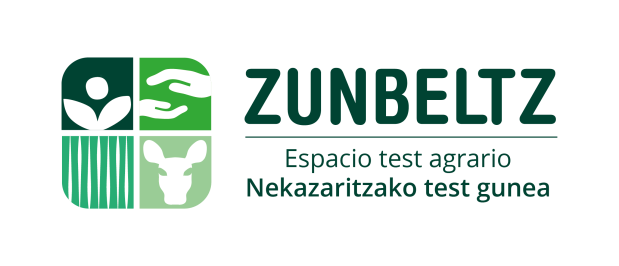 ZUNBELTZ
Espacio test agrario
Nekazaritzako test gunea